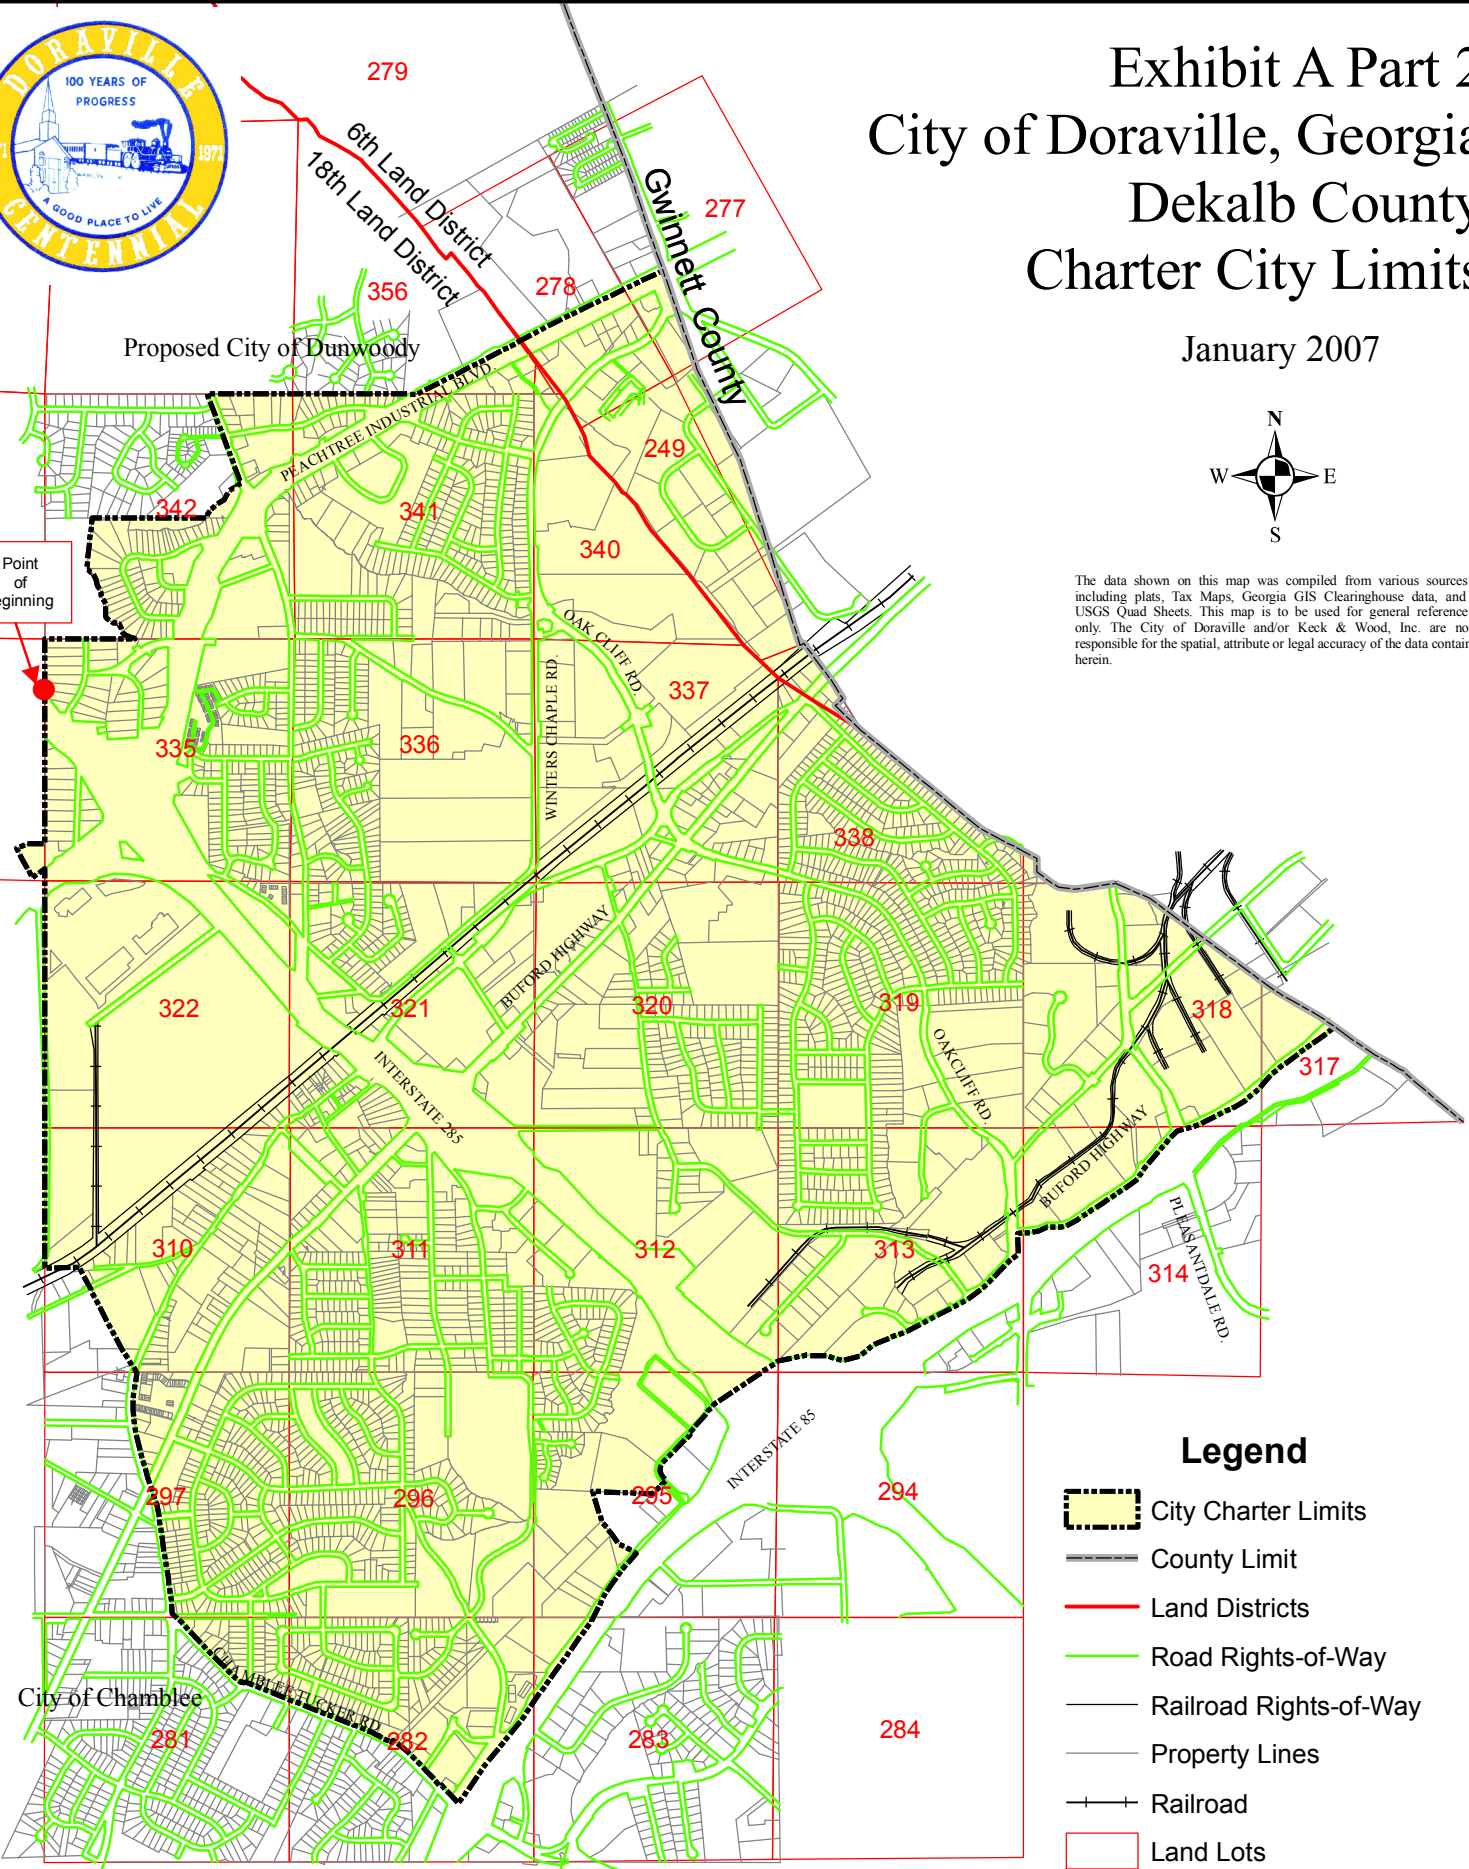 DORAVILLE
100 YEARS OF
PROGRESS
1971
A GOOD PLACE TO LIVE
CENTENNIAL
Exhibit A Part 2
City of Doraville, Georgia
Dekalb County
Charter City Limits
January 2007
N
W
E
S
The data shown on this map was compiled from various sources
including plats, Tax Maps, Georgia GIS Clearinghouse data, and
USGS Quad Sheets. This map is to be used for general reference
only. The City of Doraville and/or Keck & Wood, Inc. are no
responsible for the spatial, attribute or legal accuracy of the data contain
herein.
279
6th Land District
18th Land District
277
Gwinnett County
356
278
Proposed City of Dunwoody
PEACHTREE INDUSTRIAL BLVD.
249
342
341
340
Point
of
eginning
OAK CLIFF RD.
WINTERS CHAPLE RD.
337
335
336
338
BUFORD HIGHWAY
322
321
320
319
318
OAKCLIFF RD.
INTERSTATE 285
317
BUFORD HIGHWAY
PLEASANTDALE RD.
310
311
312
313
314
INTERSTATE 85
297
296
295
294
CHAMBLEE TUCKER RD
City of Chamblee
281
282
283
284
Legend
City Charter Limits
County Limit
Land Districts
Road Rights-of-Way
Railroad Rights-of-Way
Property Lines
Railroad
Land Lots